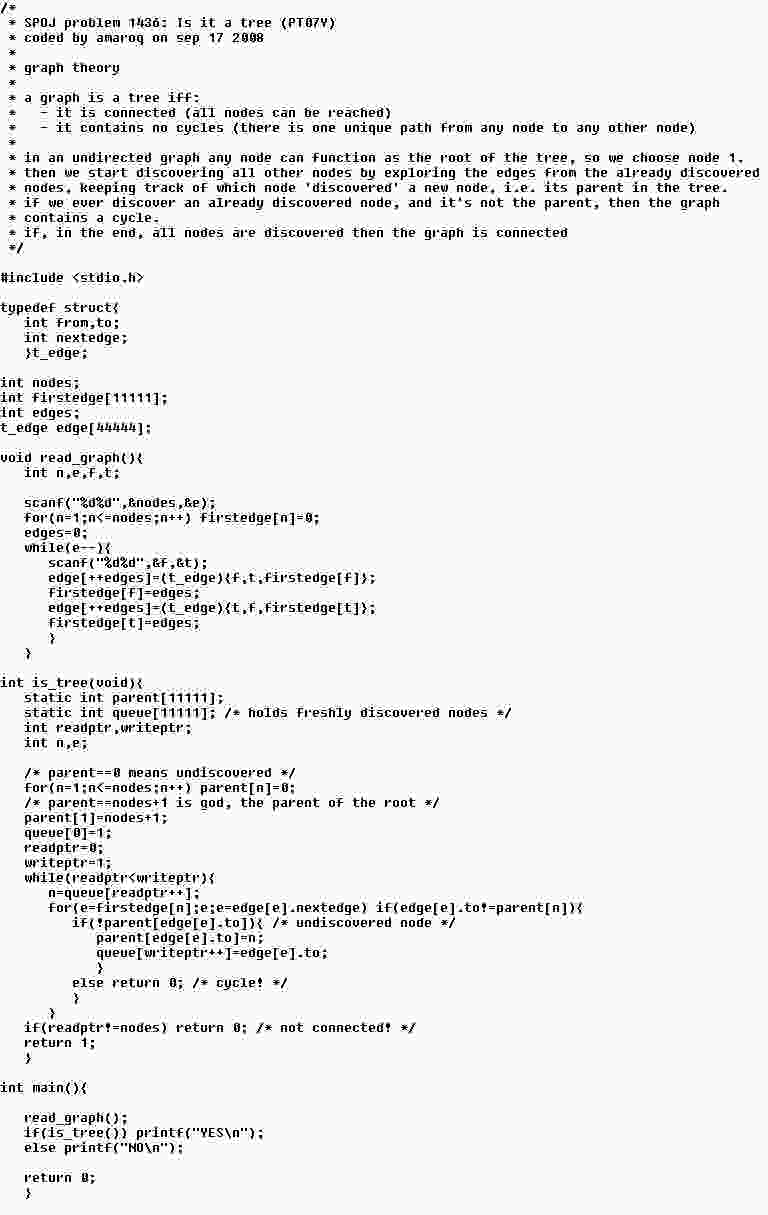 /*
 * SPOJ problem 1436: Is it a tree (PT07Y)
 * coded by amaroq on sep 17 2008
 *
 * graph theory
 *
 * a graph is a tree iff:
 *   - it is connected (all nodes can be reached)
 *   - it contains no cycles (there is one unique path from any node to any other node)
 *
 * in an undirected graph any node can function as the root of the tree, so we choose node 1.
 * then we start discovering all other nodes by exploring the edges from the already discovered
 * nodes, keeping track of which node 'discovered' a new node, i.e. its parent in the tree.
 * if we ever discover an already discovered node, and it's not the parent, then the graph
 * contains a cycle.
 * if, in the end, all nodes are discovered then the graph is connected
 */

#include <stdio.h>

typedef struct{
   int from,to;
   int nextedge;
   }t_edge;

int nodes;
int firstedge[11111];
int edges;
t_edge edge[44444];

void read_graph(){
   int n,e,f,t;

   scanf("%d%d",&nodes,&e);
   for(n=1;n<=nodes;n++) firstedge[n]=0;
   edges=0;
   while(e--){
      scanf("%d%d",&f,&t);
      edge[++edges]=(t_edge){f,t,firstedge[f]};
      firstedge[f]=edges;
      edge[++edges]=(t_edge){t,f,firstedge[t]};
      firstedge[t]=edges;
      }
   }

int is_tree(void){
   static int parent[11111];
   static int queue[11111]; /* holds freshly discovered nodes */
   int readptr,writeptr;
   int n,e;

   /* parent==0 means undiscovered */
   for(n=1;n<=nodes;n++) parent[n]=0;
   /* parent==nodes+1 is god, the parent of the root */
   parent[1]=nodes+1;
   queue[0]=1;
   readptr=0;
   writeptr=1;
   while(readptr<writeptr){
      n=queue[readptr++];
      for(e=firstedge[n];e;e=edge[e].nextedge) if(edge[e].to!=parent[n]){
         if(!parent[edge[e].to]){ /* undiscovered node */
            parent[edge[e].to]=n;
            queue[writeptr++]=edge[e].to;
            }
         else return 0; /* cycle! */
         }
      }
   if(readptr!=nodes) return 0; /* not connected! */
   return 1;
   }

int main(){

   read_graph();
   if(is_tree()) printf("YES\n");
   else printf("NO\n");

   return 0;
   }